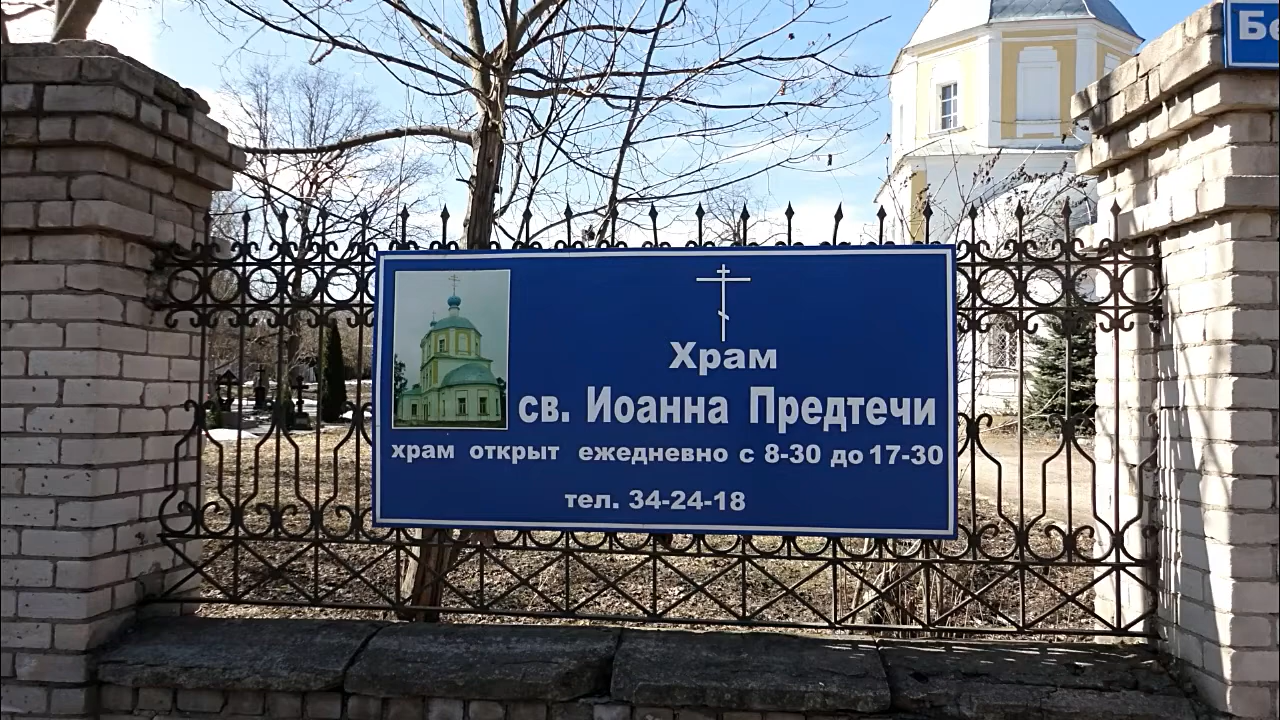 Храм
св. Иоанна Предтечи
храм открыт ежедневно с 8-30 до 17-30
тел. 34-24-18